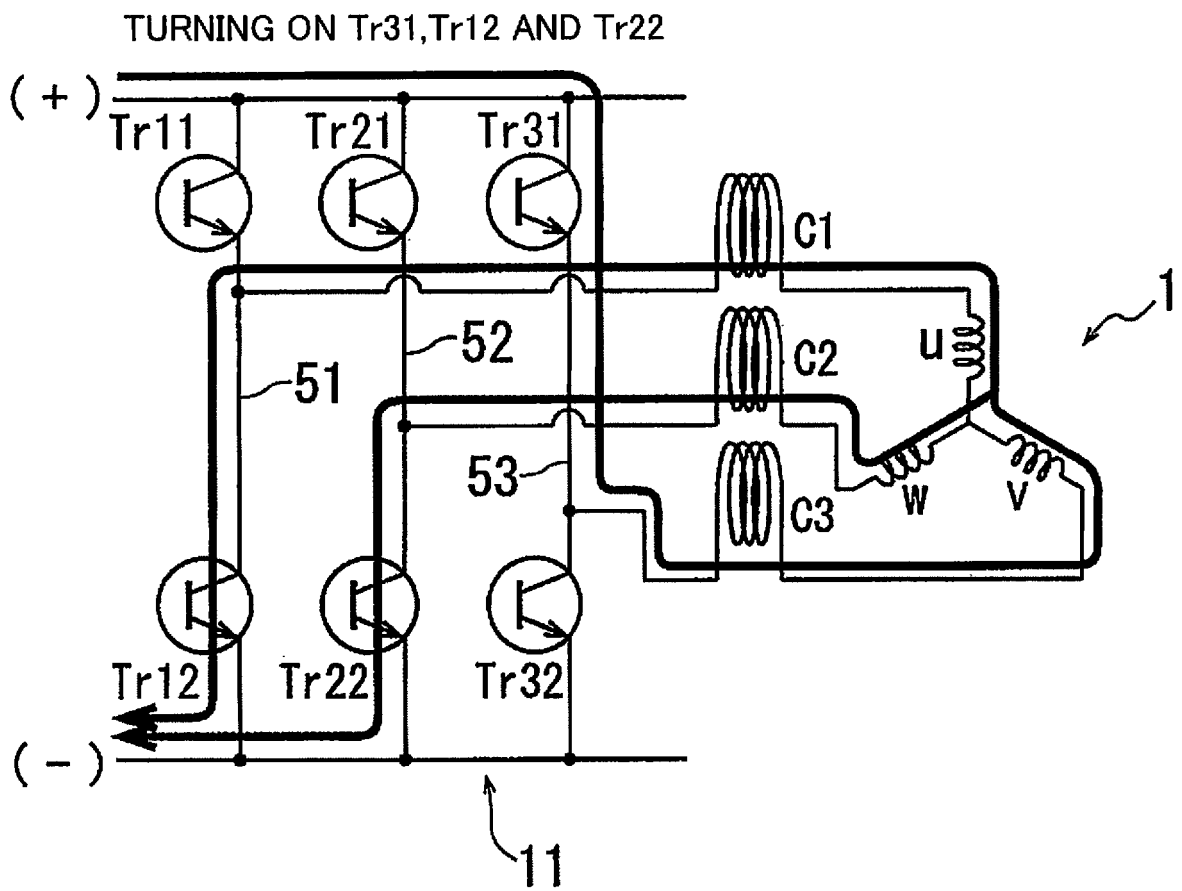 TURNING ON Tr31,Tr12 AND Tr22
(+)
Tr11
Tr21
Tr31
C1
1
u
52
C2
51
53
w
v
C3
Tr12
Tr22
Tr32
(-)
11